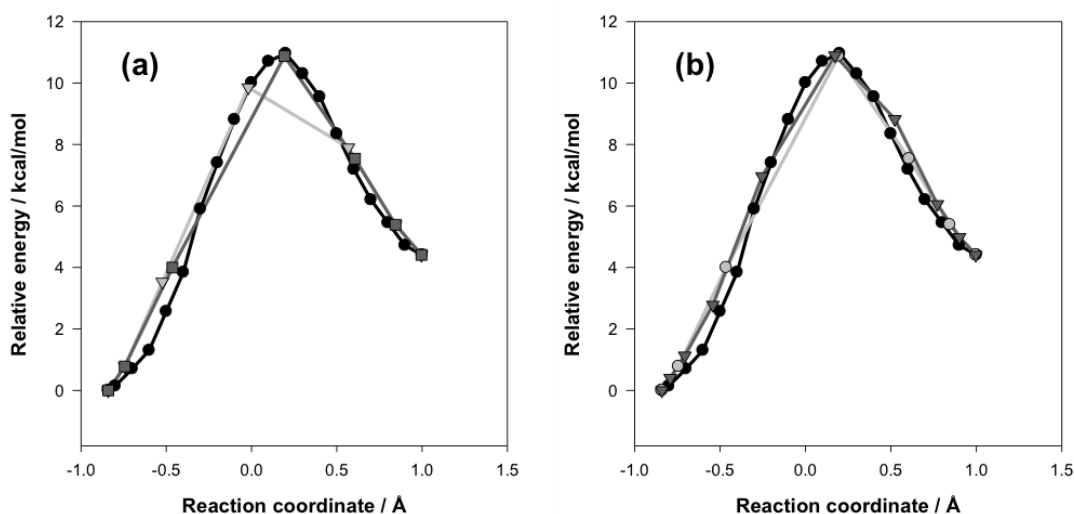 (a)
Relative energy / kcal/mol
12
10
8
6
4
2
0
-1.0 -0.5 0.0 0.5 1.0 1.5
Reaction coordinate / Å
(b)
Relative energy / kcal/mol
12
10
8
6
4
2
0
-1.0 -0.5 0.0 0.5 1.0 1.5
Reaction coordinate / Å